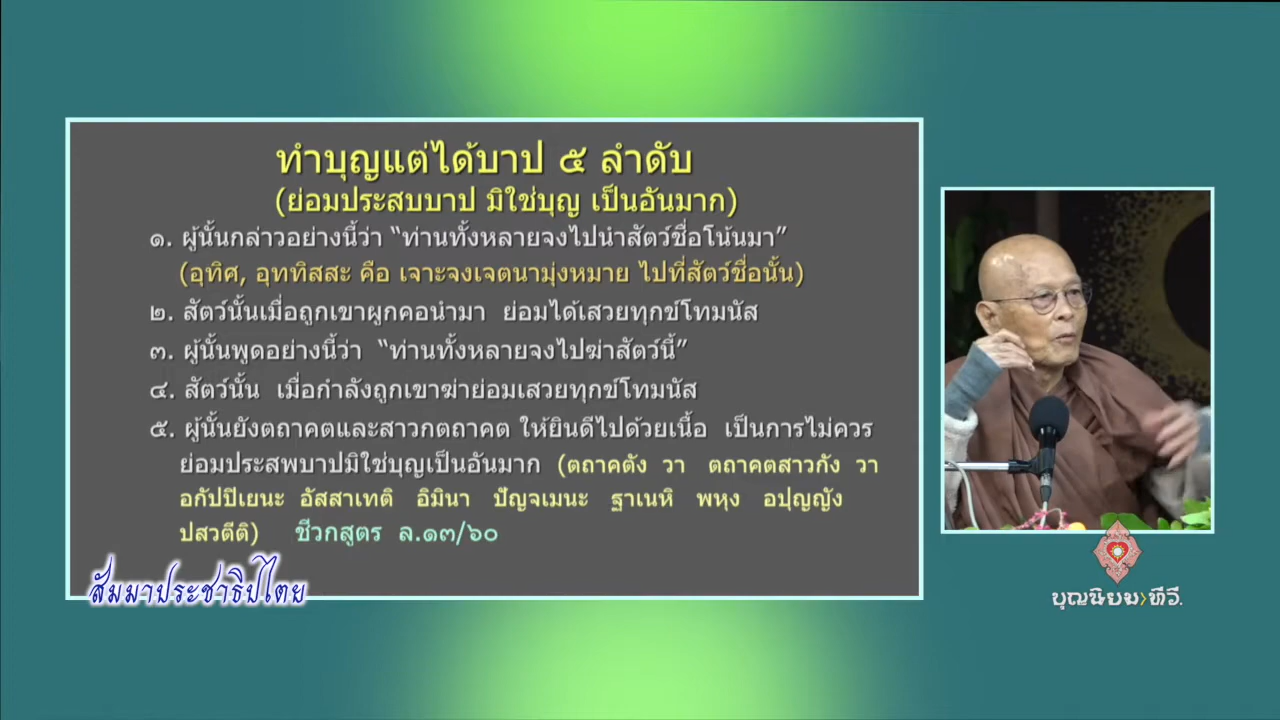 ทำบุญแต่ได้บาป ๕ ลำดับ
(ย่อมประสบบาป มิใช่บุญ เป็นอันมาก)
๑. ผู้นั้นกล่าวอย่างนี้ว่า “ท่านทั้งหลายจงไปนำสัตว์ชื่อโน้นมา”
(อุทิศ, อุททิสสะ คือ เจาะจงเจตนามุ่งหมาย ไปที่สัตว์ชื่อนั้น)
๒. สัตว์นั้นเมื่อถูกเขาผูกคอนำมา ย่อมได้เสวยทุกข์โทมนัส
๓. ผู้นั้นพูดอย่างนี้ว่า “ท่านทั้งหลายจงไปฆ่าสัตว์นี้”
๔. สัตว์นั้น เมื่อกำลังถูกเขาฆ่าย่อมเสวยทุกข์โทมนัส
๕. ผู้นั้นยังตถาคตและสาวกตถาคต ให้ยินดีไปด้วยเนื้อ เป็นการไม่ควร
ย่อมประสพบาปมิใช่บุญเป็นอันมาก (ตถาคตัง วา ตถาคตสาวกัง วา
อกัปปิเยนะ อัสสาเทติ อิมินา ปัญจเมนะ ฐาเนหิ พหุง อปุญญัง
ปสวตีติ) ชีวกสูตร ล.๑๓/๖๐
สัมมาประชาธิปไตย
บุญนิยม>ทีวี.